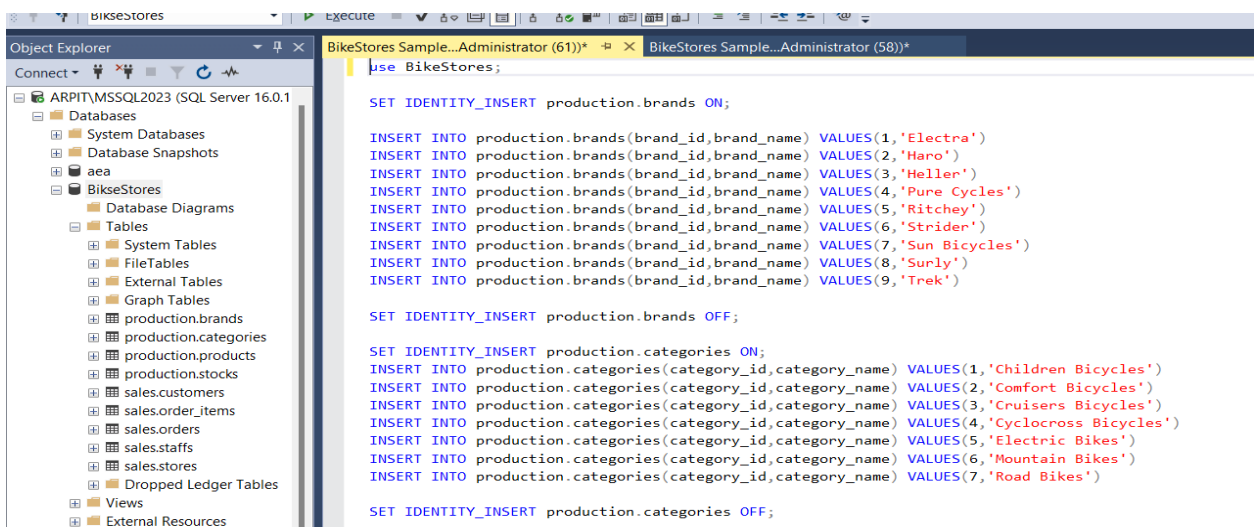 BikseStores
Execute
Object Explorer
BikeStores Sample...Administrator (61))*
BikeStores Sample...Administrator (58))*
Connect
ARPIT\MSSQL2023 (SQL Server 16.0.1
Databases
System Databases
Database Snapshots
aea
BikseStores
Database Diagrams
Tables
System Tables
FileTables
External Tables
Graph Tables
production.brands
production.categories
production.products
production.stocks
sales.customers
sales.order_items
sales.orders
sales.staffs
sales.stores
Dropped Ledger Tables
Views
External Resources
use BikeStores;
SET IDENTITY_INSERT production.brands ON;
INSERT INTO production.brands(brand_id,brand_name) VALUES(1,'Electra')
INSERT INTO production.brands(brand_id,brand_name) VALUES(2,'Haro')
INSERT INTO production.brands(brand_id,brand_name) VALUES(3,'Heller')
INSERT INTO production.brands(brand_id,brand_name) VALUES(4,'Pure Cycles')
INSERT INTO production.brands(brand_id,brand_name) VALUES(5,'Ritchey')
INSERT INTO production.brands(brand_id,brand_name) VALUES(6,'Strider')
INSERT INTO production.brands(brand_id,brand_name) VALUES(7,'Sun Bicycles')
INSERT INTO production.brands(brand_id,brand_name) VALUES(8,'Surly')
INSERT INTO production.brands(brand_id,brand_name) VALUES(9,'Trek')
SET IDENTITY_INSERT production.brands OFF;
SET IDENTITY_INSERT production.categories ON;
INSERT INTO production.categories(category_id,category_name) VALUES(1,'Children Bicycles')
INSERT INTO production.categories(category_id,category_name) VALUES(2,'Comfort Bicycles')
INSERT INTO production.categories(category_id,category_name) VALUES(3,'Cruisers Bicycles')
INSERT INTO production.categories(category_id,category_name) VALUES(4,'Cyclocross Bicycles')
INSERT INTO production.categories(category_id,category_name) VALUES(5,'Electric Bikes')
INSERT INTO production.categories(category_id,category_name) VALUES(6,'Mountain Bikes')
INSERT INTO production.categories(category_id,category_name) VALUES(7,'Road Bikes')
SET IDENTITY_INSERT production.categories OFF;